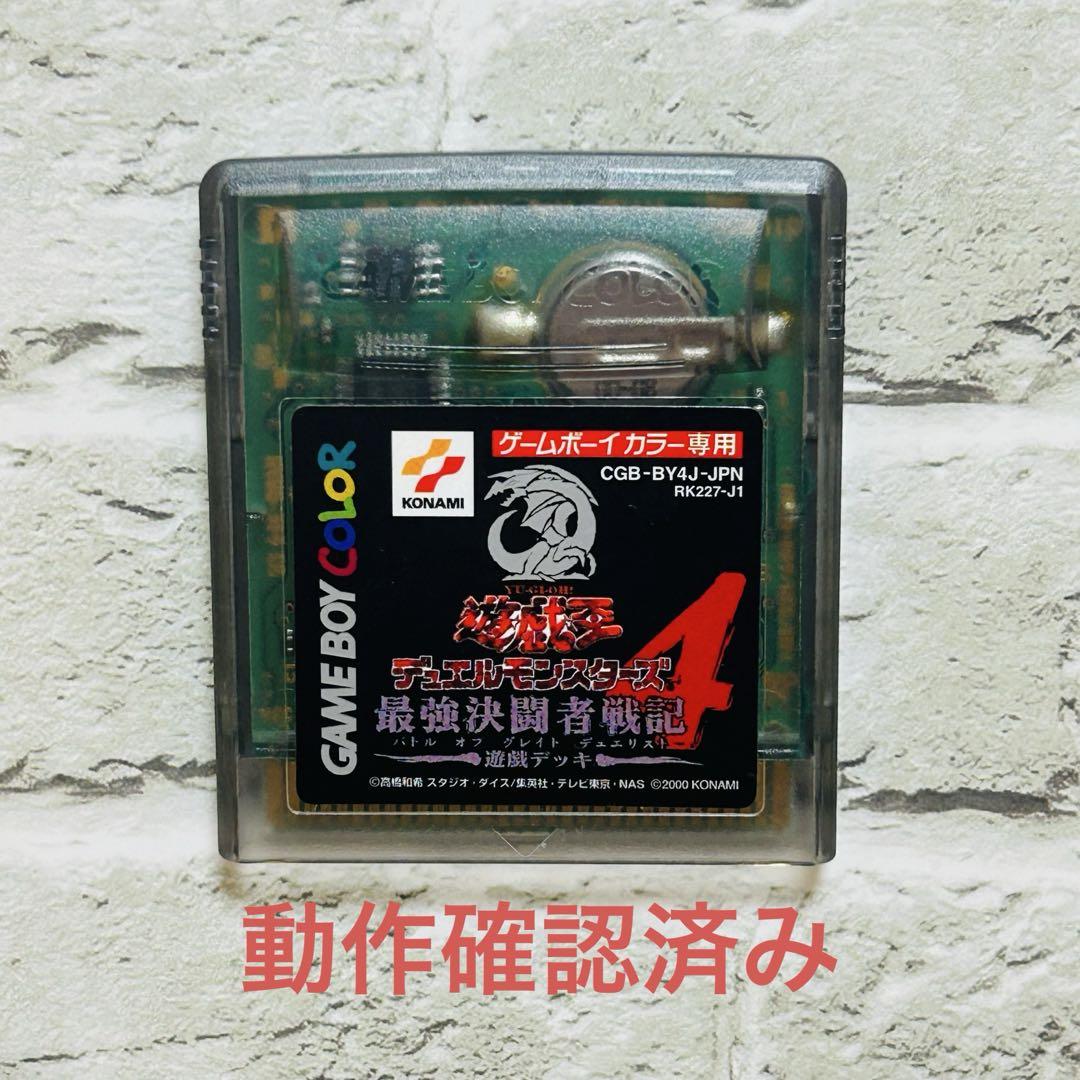 GAME BOY COLOR
GAME BOY COLOR
KONAMI
ゲームボーイカラー専用
CGB-BY4J-JPN
RK227-J1
YU-GI-OH!
遊戯王
デュエルモンスターズ
4
最強決闘者戦記
バトル オブ グレイト デュエリスト
遊戯デッキ
©高橋和希 スタジオ・ダイス/集英社・テレビ東京・NAS ©2000 KONAMI
動作確認済み